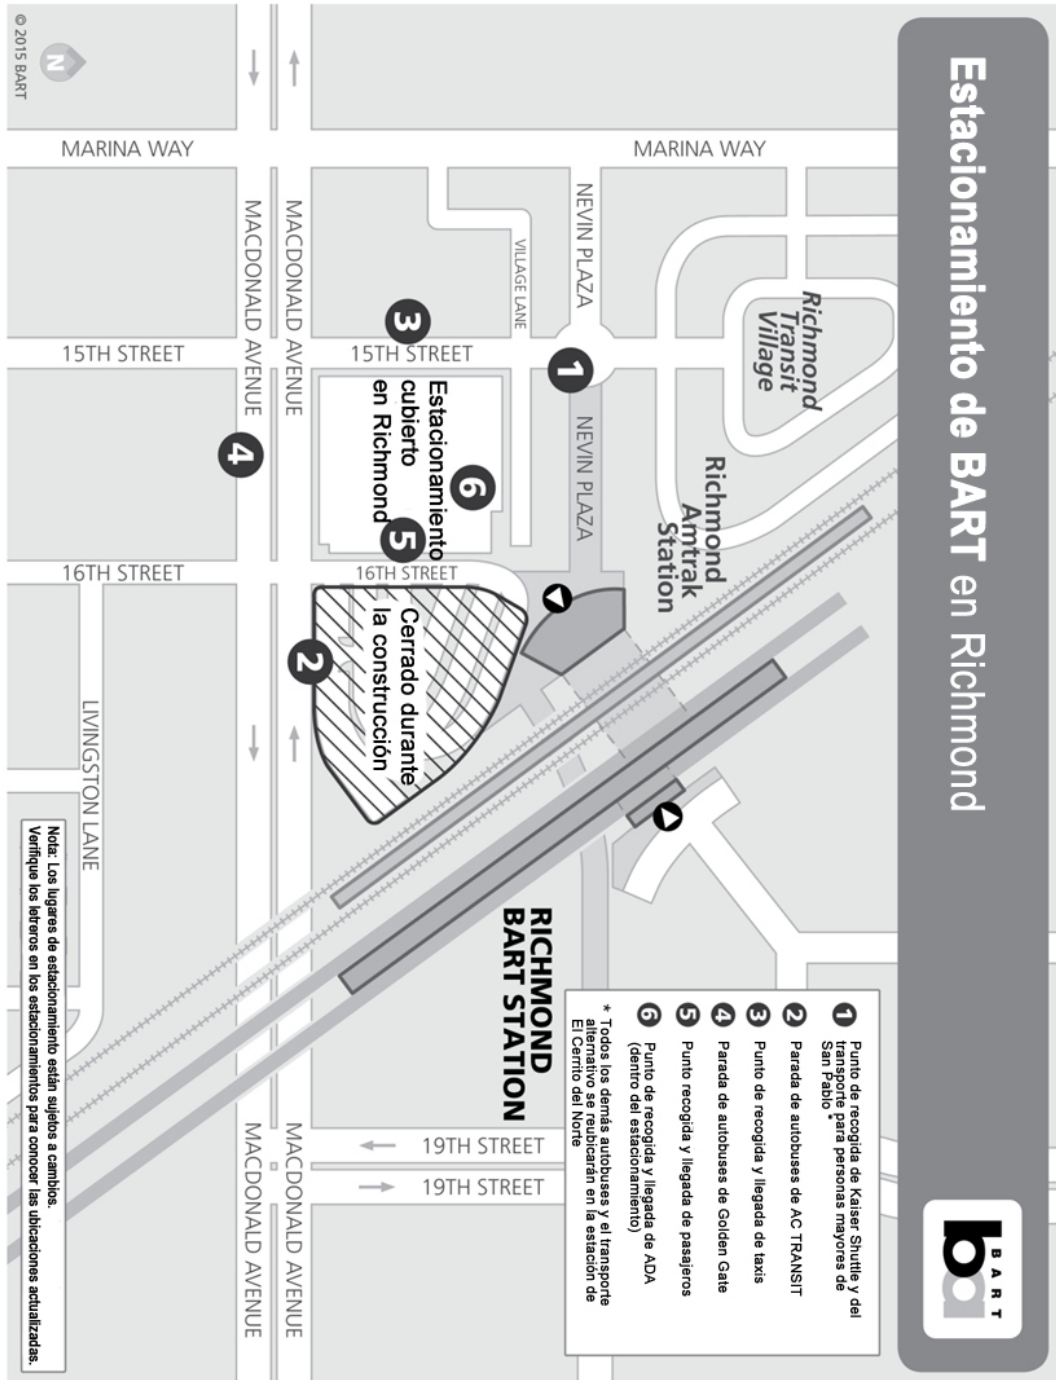 Estacionamiento de BART en Richmond
BART
ba
MARINA WAY
MARINA WAY
NEVIN PLAZA
NEVIN PLAZA
VILLAGE LANE
MACDONALD AVENUE
MACDONALD AVENUE
15TH STREET
15TH STREET
Richmond
Transit
Village
Richmond
Amtrak
Station
1
3
4
6
5
2
Estacionamiento
cubierto
en Richmond
16TH STREET
16TH STREET
Cerrado durante
la construcción
LIVINGSTON LANE
RICHMOND
BART STATION
19TH STREET
19TH STREET
MACDONALD AVENUE
MACDONALD AVENUE
1 Punto de recogida de Kaiser Shuttle y del
transporte para personas mayores de
San Pablo *
2 Parada de autobuses de AC TRANSIT
3 Punto de recogida y llegada de taxis
4 Parada de autobuses de Golden Gate
5 Punto recogida y llegada de pasajeros
6 Punto de recogida y llegada de ADA
(dentro del estacionamiento)
* Todos los demás autobuses y el transporte
alternativo se reubicarán en la estación de
El Cerrito del Norte
N
© 2015 BART
Nota: Los lugares de estacionamiento están sujetos a cambios.
Verifique los letreros en los estacionamientos para conocer las ubicaciones actualizadas.